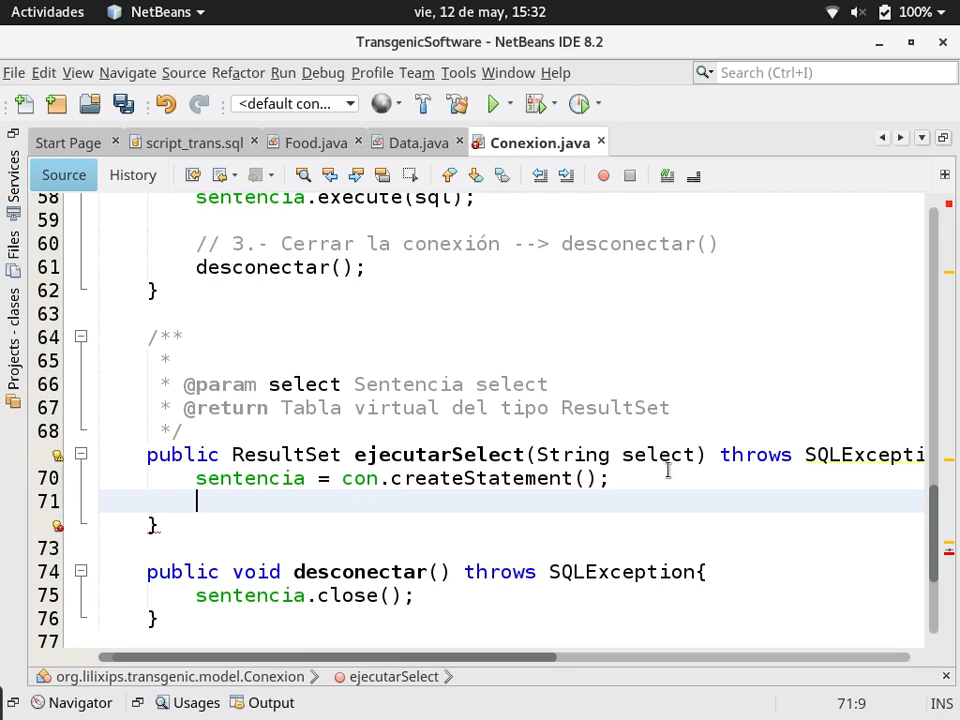 Actividades NetBeans vie, 12 de may, 15:32 100%
TransgenicSoftware - NetBeans IDE 8.2
File Edit View Navigate Source Refactor Run Debug Profile Team Tools Window Help Search (Ctrl+I)
<default con...
Start Page script_trans.sql Food.java Data.java Conexion.java
Source History
Services
Files
Projects - clases
58 sentencia.execute(sql);
59
60 // 3.- Cerrar la conexión --> desconectar()
61 desconectar();
62 }
63
64 /**
65 *
66 * @param select Sentencia select
67 * @return Tabla virtual del tipo ResultSet
68 */
public ResultSet ejecutarSelect(String select) throws SQLExcepti
70 sentencia = con.createStatement();
71
}
73
74 public void desconectar() throws SQLException{
75 sentencia.close();
76 }
77
org.lilixips.transgenic.model.Conexion ejecutarSelect
Navigator Usages Output 71:9 INS